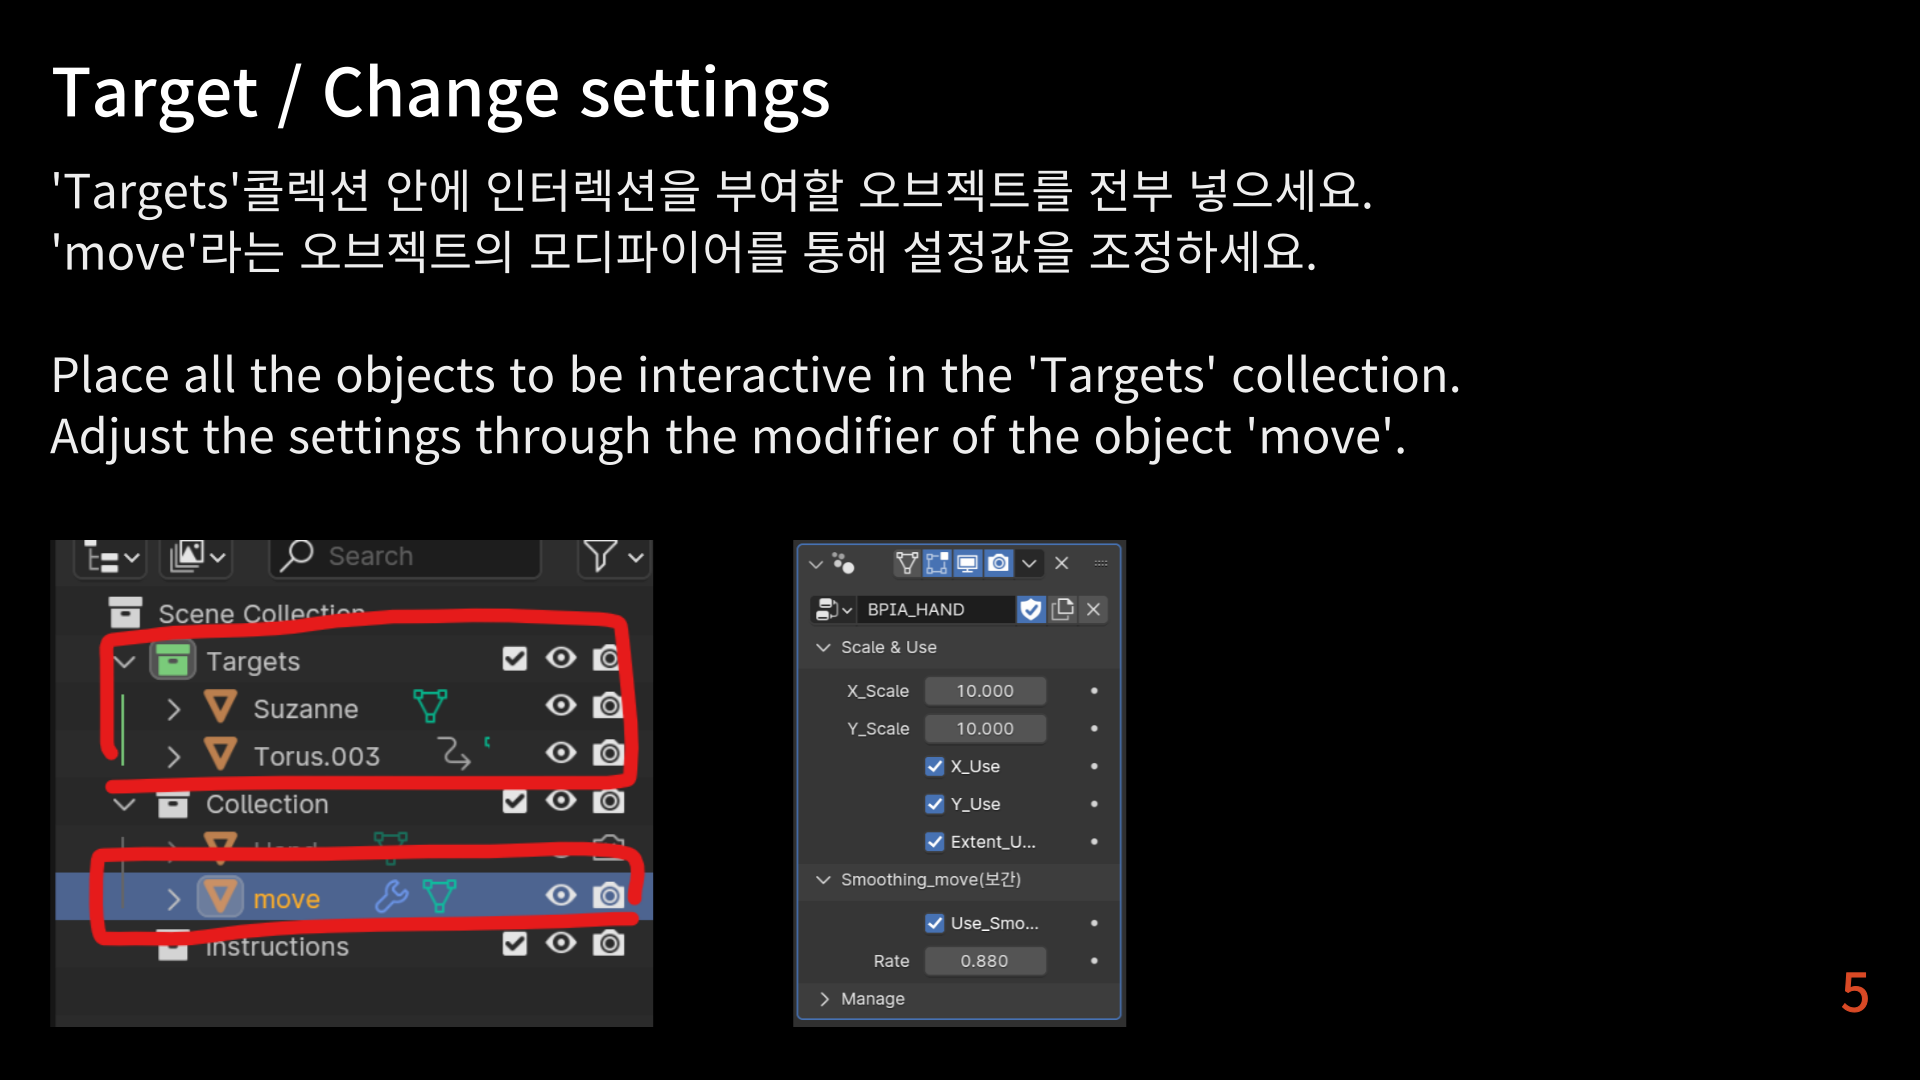 Target / Change settings
'Targets'콜렉션 안에 인터렉션을 부여할 오브젝트를 전부 넣으세요.
'move'라는 오브젝트의 모디파이어를 통해 설정값을 조정하세요.
Place all the objects to be interactive in the 'Targets' collection.
Adjust the settings through the modifier of the object 'move'.
Search
Scene Collection
Targets
Suzanne
Torus.003
Collection
Hand
move
Instructions
BPIA_HAND
Scale & Use
X_Scale 10.000
Y_Scale 10.000
X_Use
Y_Use
Extent_U...
Smoothing_move(보간)
Use_Smo...
Rate 0.880
Manage
5